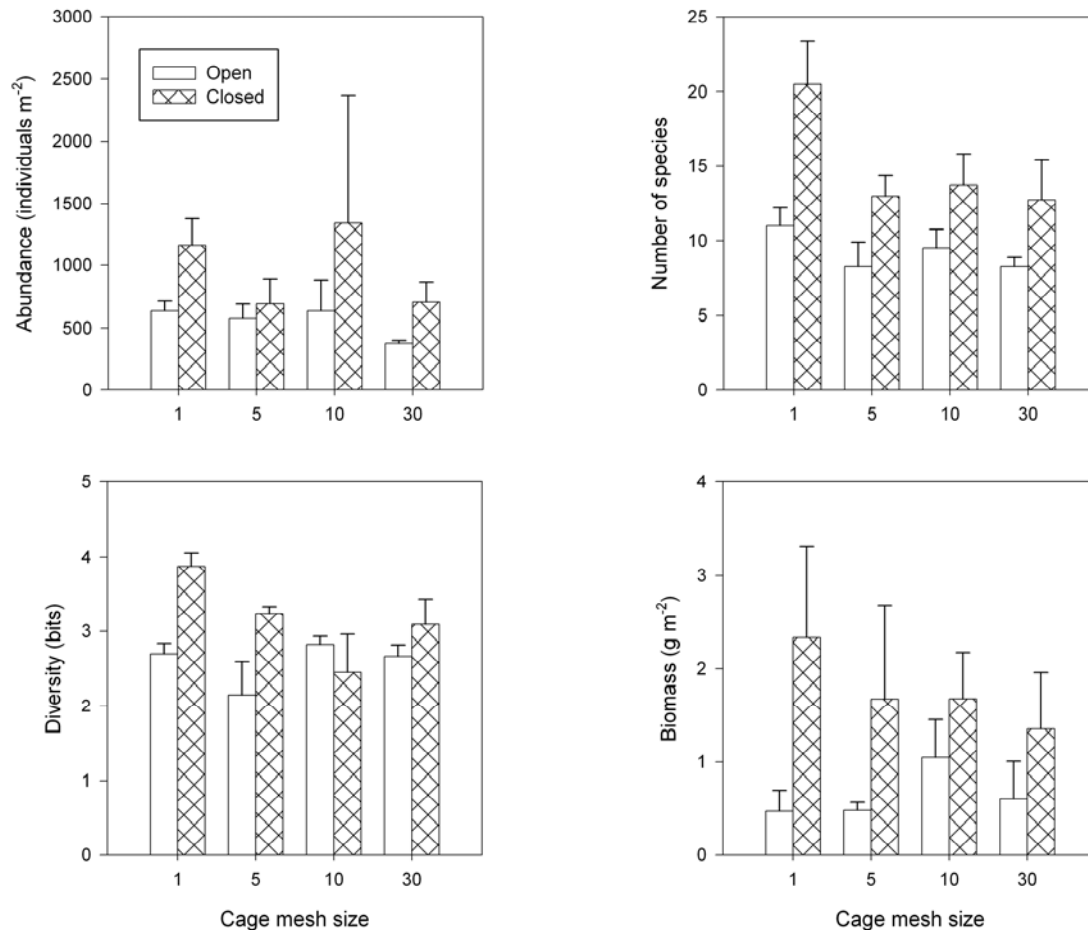 3000
2500
2000
1500
1000
500
0
Abundance (individuals m⁻²)
Open
Closed
1 5 10 30
25
20
15
10
5
0
Number of species
1 5 10 30
5
4
3
2
1
0
Diversity (bits)
1 5 10 30
Cage mesh size
4
3
2
1
0
Biomass (g m⁻²)
1 5 10 30
Cage mesh size